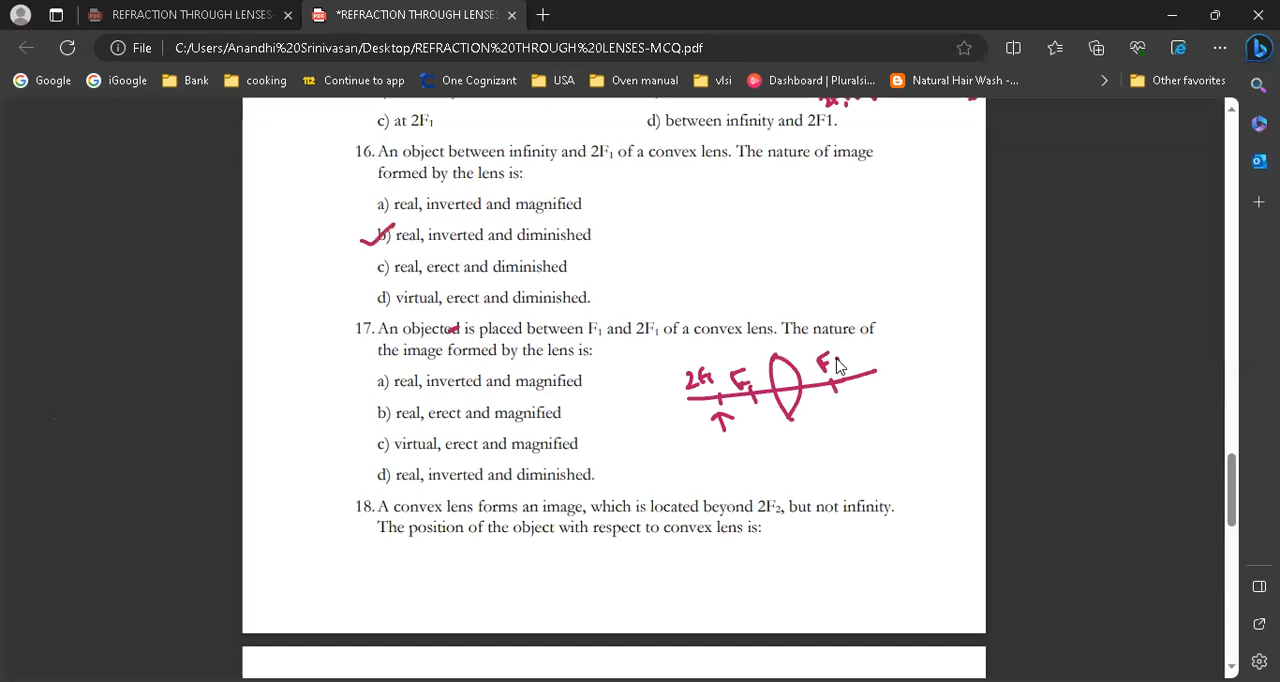 REFRACTION THROUGH LENSES-
*REFRACTION THROUGH LENSES
File C:/Users/Anandhi%20Srinivasan/Desktop/REFRACTION%20THROUGH%20LENSES-MCQ.pdf
Google iGoogle Bank cooking Continue to app One Cognizant USA Oven manual vlsi Dashboard | Pluralsi... Natural Hair Wash -... Other favorites
c) at 2F1 d) between infinity and 2F1.
16. An object between infinity and 2F1 of a convex lens. The nature of image
formed by the lens is:
a) real, inverted and magnified
b) real, inverted and diminished
c) real, erect and diminished
d) virtual, erect and diminished.
17. An objected is placed between F1 and 2F1 of a convex lens. The nature of
the image formed by the lens is:
2F1 F1 F
a) real, inverted and magnified
b) real, erect and magnified
c) virtual, erect and magnified
d) real, inverted and diminished.
18. A convex lens forms an image, which is located beyond 2F2, but not infinity.
The position of the object with respect to convex lens is: